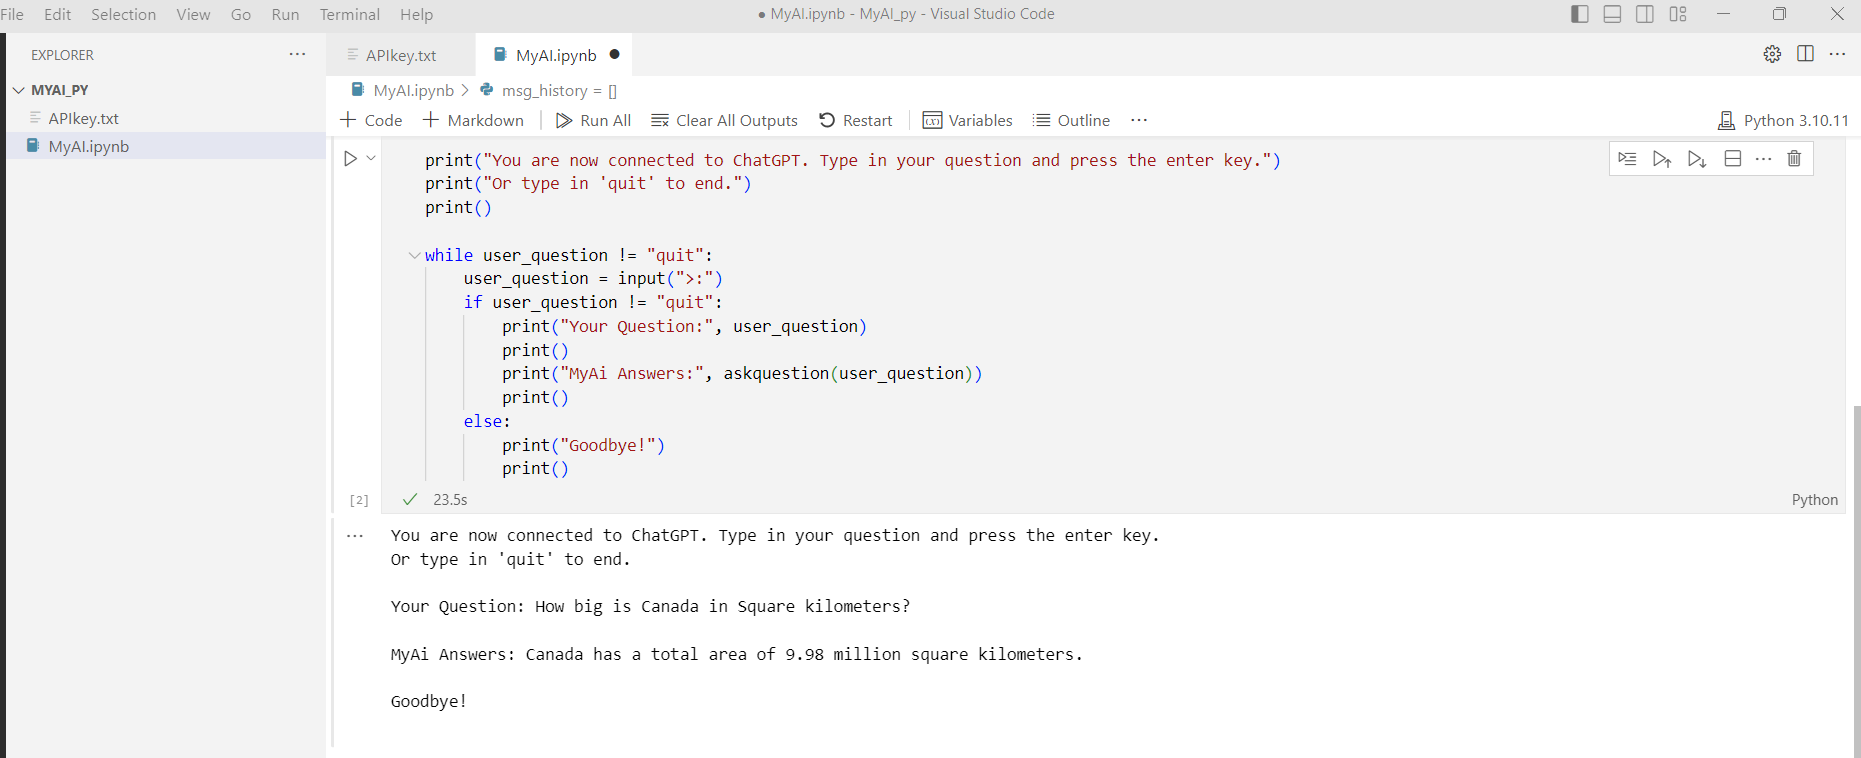 File Edit Selection View Go Run Terminal Help
● MyAI.ipynb - MyAI_py - Visual Studio Code
EXPLORER ···
MYAI_PY
APIkey.txt
MyAI.ipynb
APIkey.txt
MyAI.ipynb ●
MyAI.ipynb > msg_history = []
+ Code + Markdown | Run All Clear All Outputs Restart | Variables Outline ···
Python 3.10.11
print("You are now connected to ChatGPT. Type in your question and press the enter key.")
print("Or type in 'quit' to end.")
print()
while user_question != "quit":
    user_question = input(">:")
    if user_question != "quit":
        print("Your Question:", user_question)
        print()
        print("MyAi Answers:", askquestion(user_question))
        print()
    else:
        print("Goodbye!")
        print()
[2] ✓ 23.5s
Python
You are now connected to ChatGPT. Type in your question and press the enter key.
Or type in 'quit' to end.
Your Question: How big is Canada in Square kilometers?
MyAi Answers: Canada has a total area of 9.98 million square kilometers.
Goodbye!